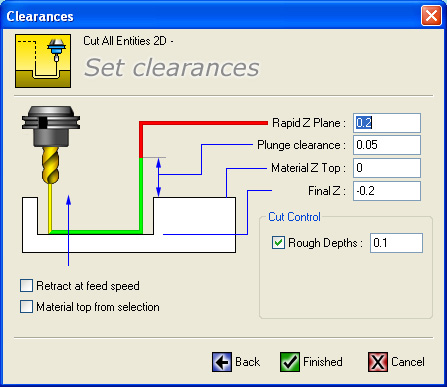 Clearances
Cut All Entities 2D -
Set clearances
Rapid Z Plane : 0.2
Plunge clearance : 0.05
Material Z Top : 0
Final Z : -0.2
Cut Control
Rough Depths : 0.1
Retract at feed speed
Material top from selection
Back Finished Cancel